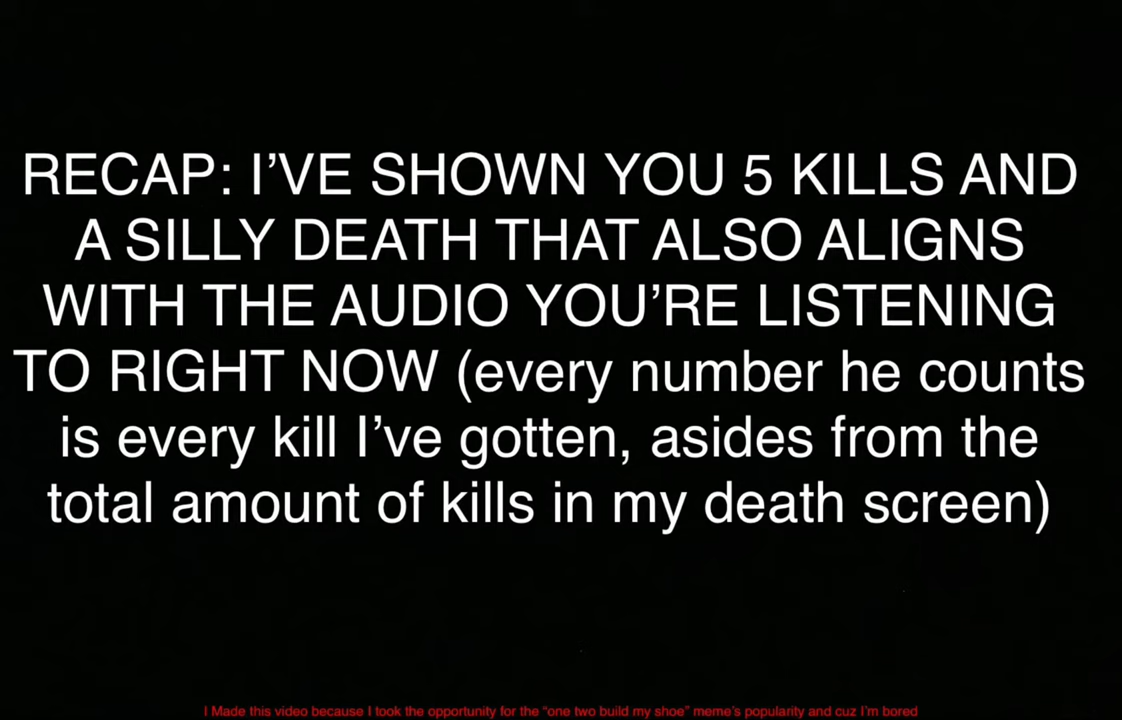 RECAP: I’VE SHOWN YOU 5 KILLS AND
A SILLY DEATH THAT ALSO ALIGNS
WITH THE AUDIO YOU’RE LISTENING
TO RIGHT NOW (every number he counts
is every kill I’ve gotten, asides from the
total amount of kills in my death screen)
I Made this video because I took the opportunity for the “one two build my shoe” meme’s popularity and cuz I’m bored